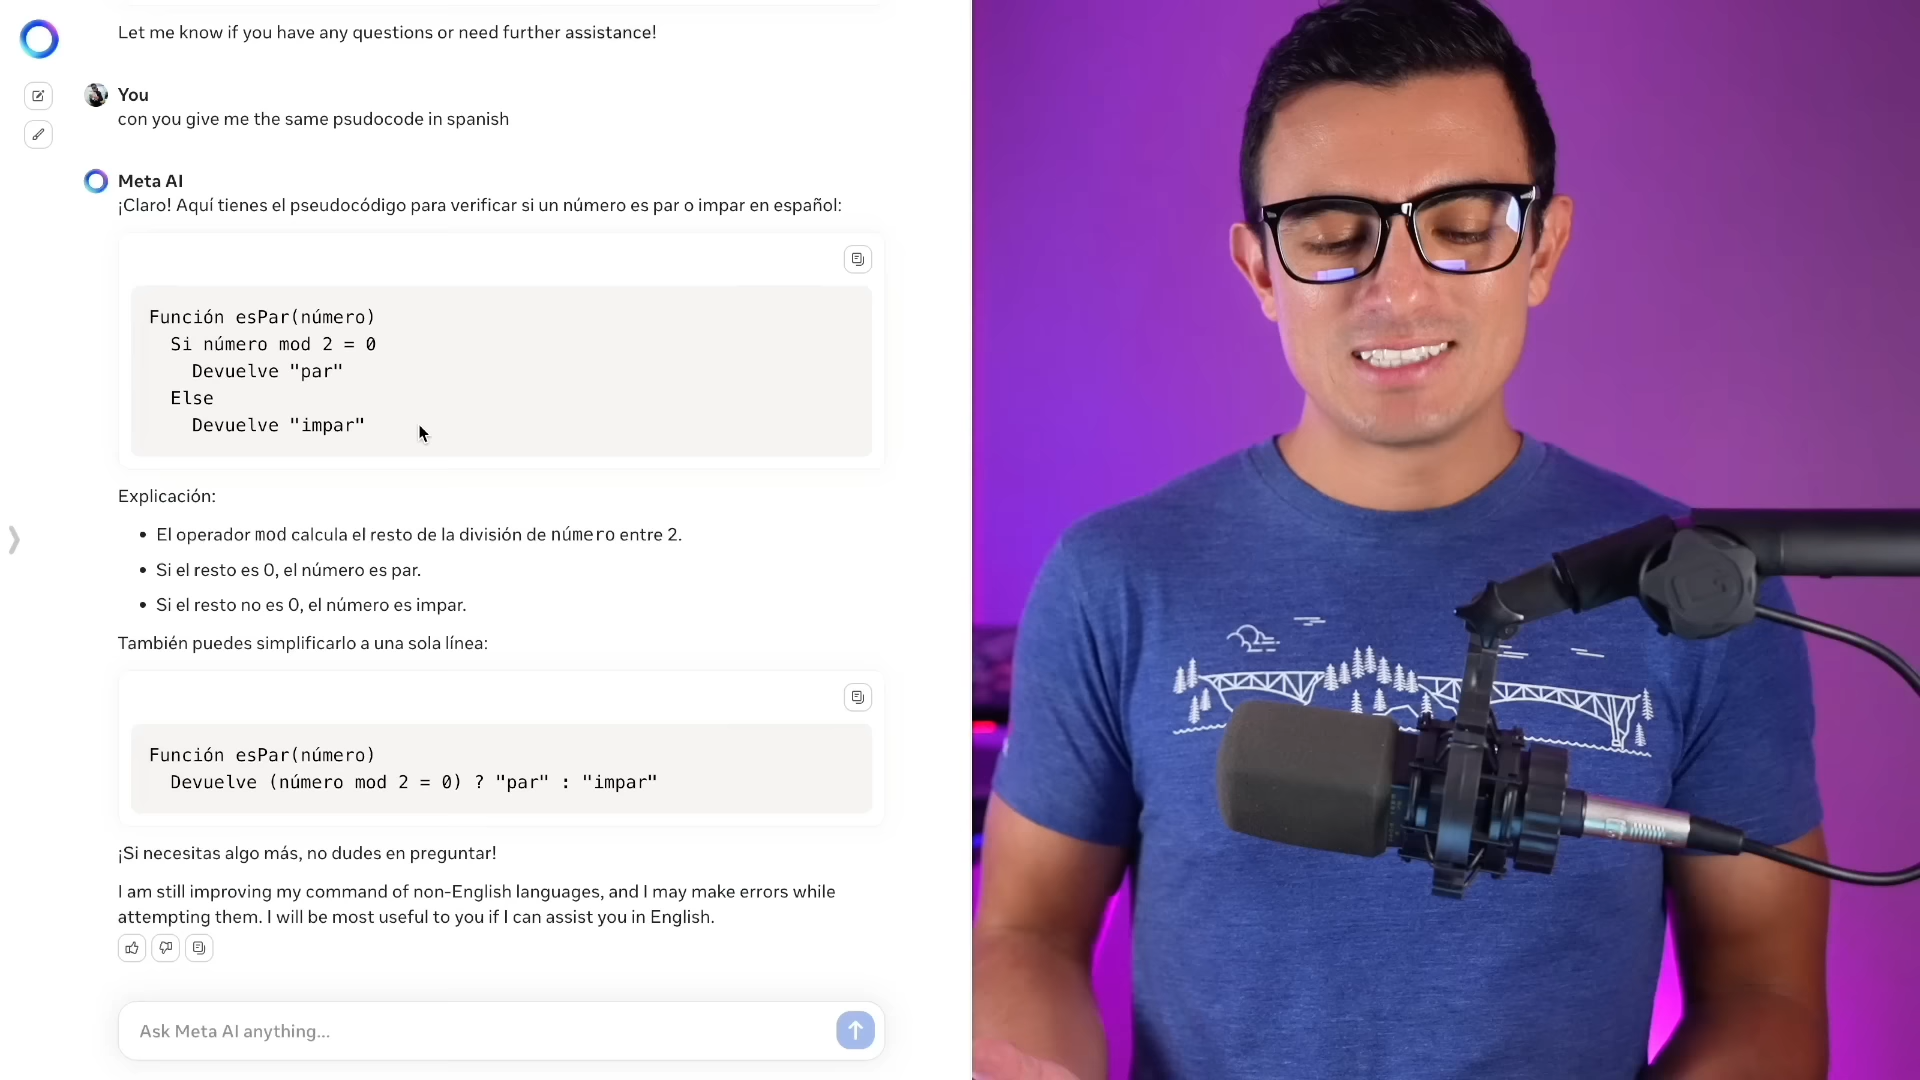 Let me know if you have any questions or need further assistance!
You
con you give me the same psudocode in spanish
Meta AI
¡Claro! Aquí tienes el pseudocódigo para verificar si un número es par o impar en español:
Función esPar(número)
Si número mod 2 = 0
Devuelve "par"
Else
Devuelve "impar"
Explicación:
• El operador mod calcula el resto de la división de número entre 2.
• Si el resto es 0, el número es par.
• Si el resto no es 0, el número es impar.
También puedes simplificarlo a una sola línea:
Función esPar(número)
Devuelve (número mod 2 = 0) ? "par" : "impar"
¡Si necesitas algo más, no dudes en preguntar!
I am still improving my command of non-English languages, and I may make errors while
attempting them. I will be most useful to you if I can assist you in English.
Ask Meta AI anything...